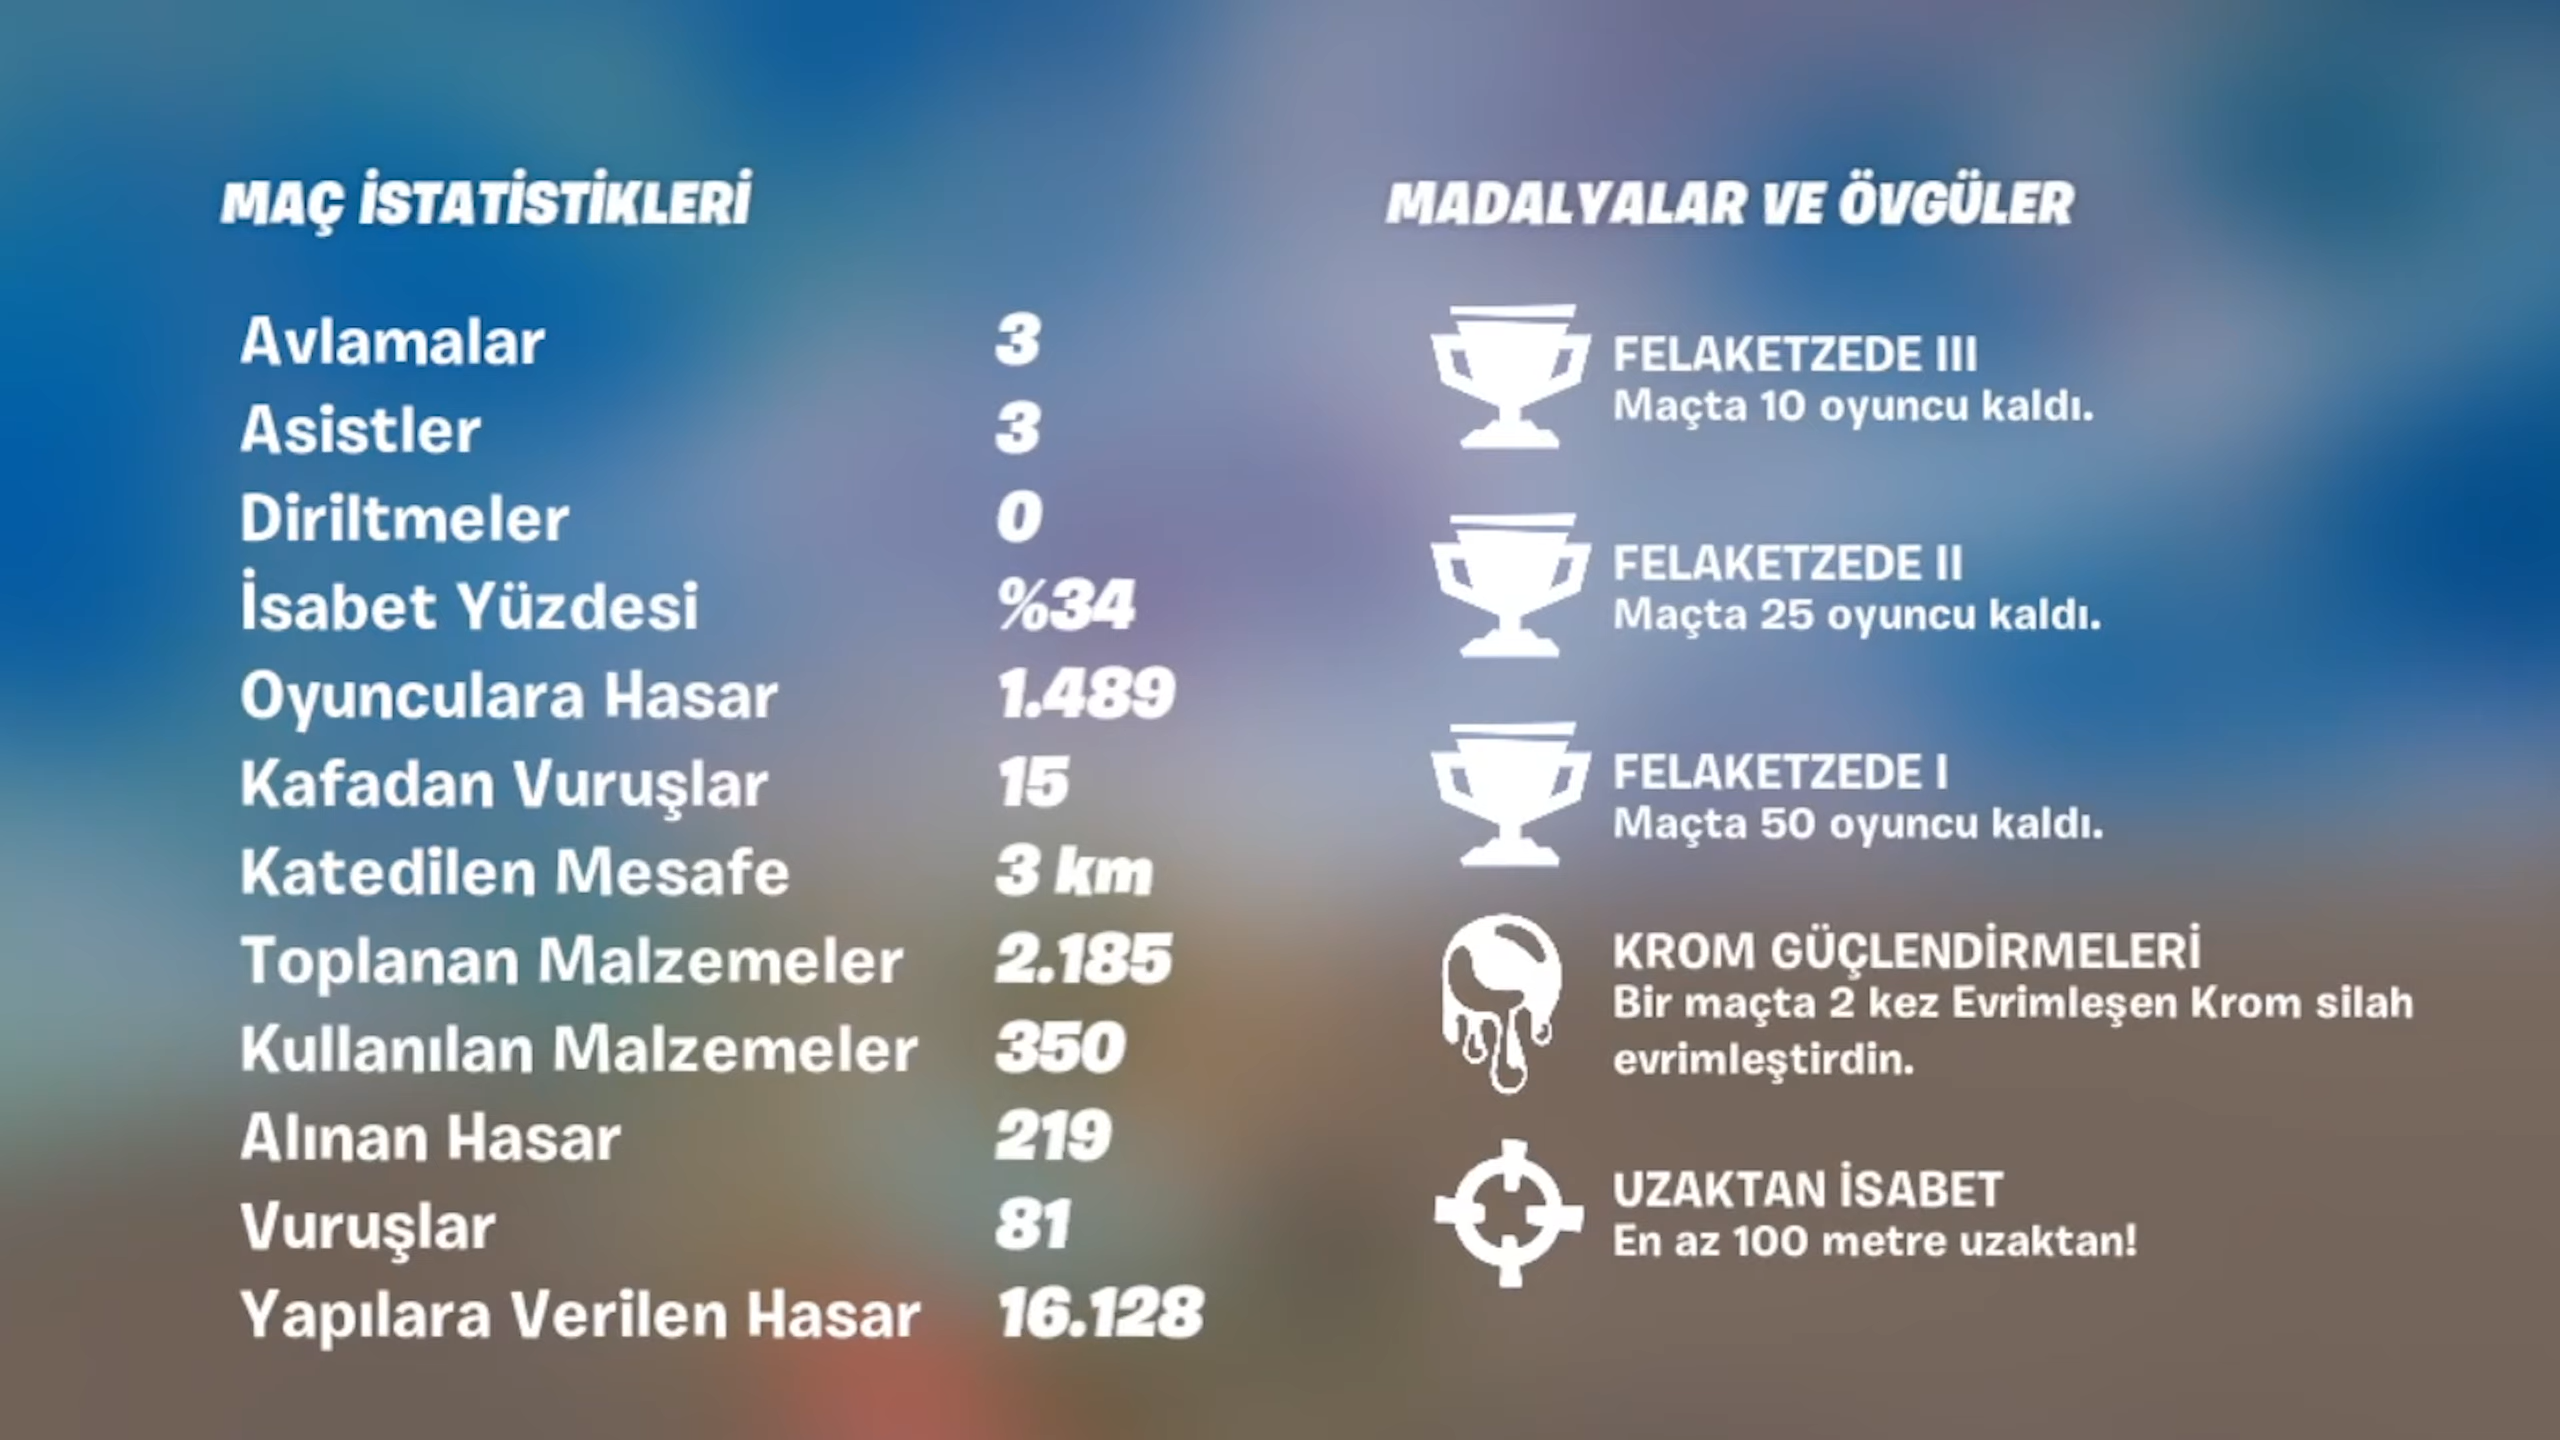 MAÇ İSTATİSTİKLERİ
Avlamalar 3
Asistler 3
Diriltmeler 0
İsabet Yüzdesi %34
Oyunculara Hasar 1.489
Kafadan Vuruşlar 15
Katedilen Mesafe 3 km
Toplanan Malzemeler 2.185
Kullanılan Malzemeler 350
Alınan Hasar 219
Vuruşlar 81
Yapılara Verilen Hasar 16.128
MADALYALAR VE ÖVGÜLER
FELAKETZEDE III
Maçta 10 oyuncu kaldı.
FELAKETZEDE II
Maçta 25 oyuncu kaldı.
FELAKETZEDE I
Maçta 50 oyuncu kaldı.
KROM GÜÇLENDİRMELERİ
Bir maçta 2 kez Evrimleşen Krom silah
evrimleştirdin.
UZAKTAN İSABET
En az 100 metre uzaktan!